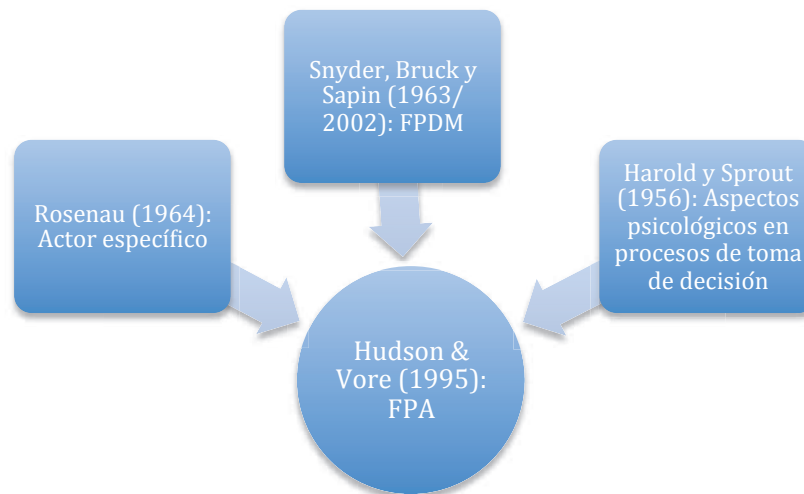 Rosenau (1964):
Actor específico
Snyder, Bruck y
Sapin (1963/
2002): FPDM
Harold y Sprout
(1956): Aspectos
psicológicos en
procesos de toma
de decisión
Hudson &
Vore (1995):
FPA